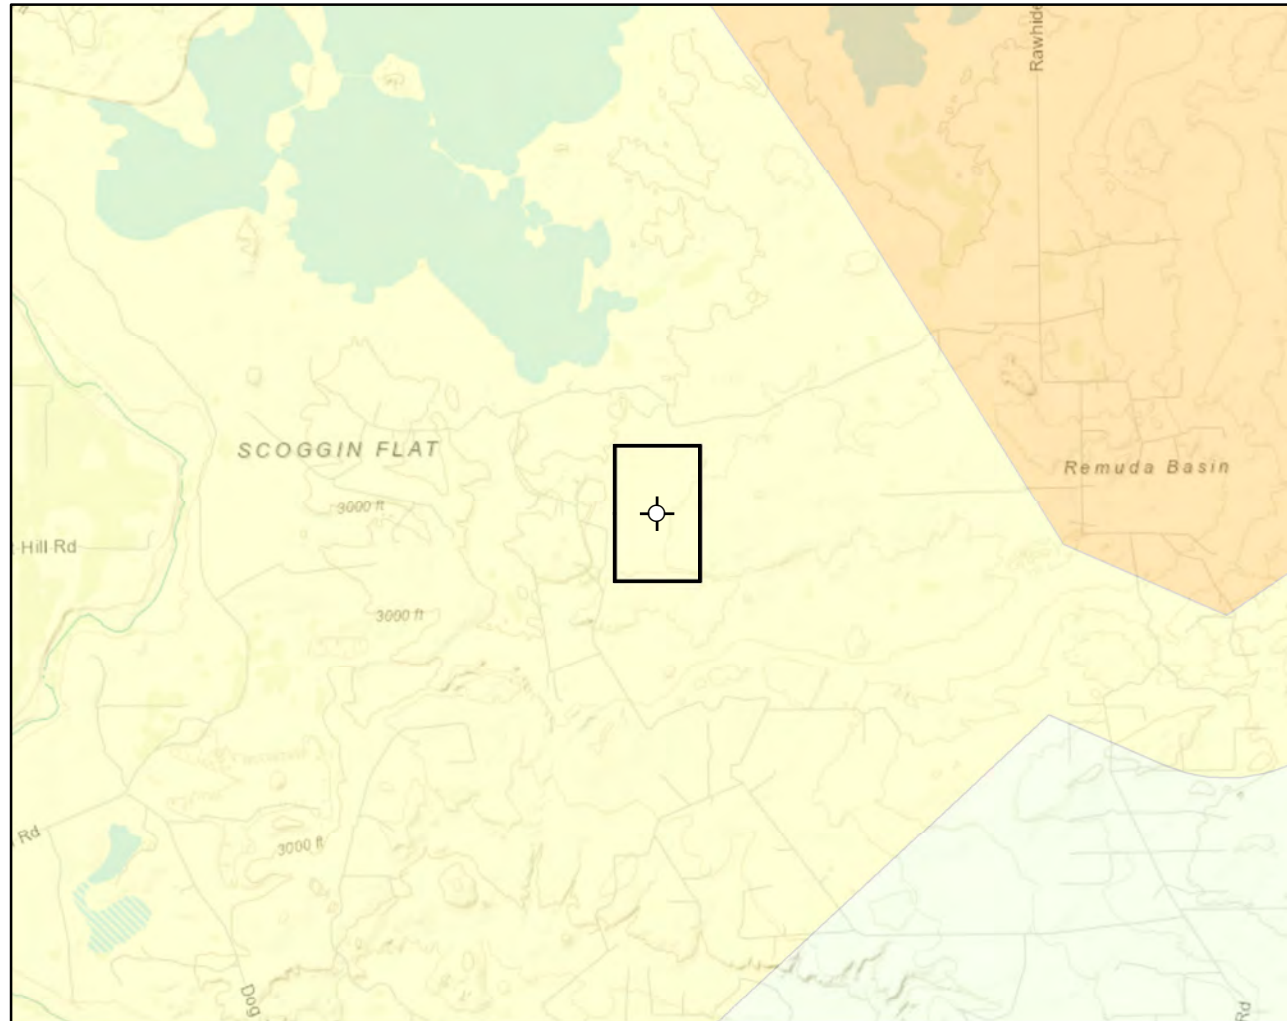 Rawhide
SCOGGIN FLAT
Remuda Basin
3000 ft
Hill Rd
3000 ft
Rd
3000 ft
Dog
Rd